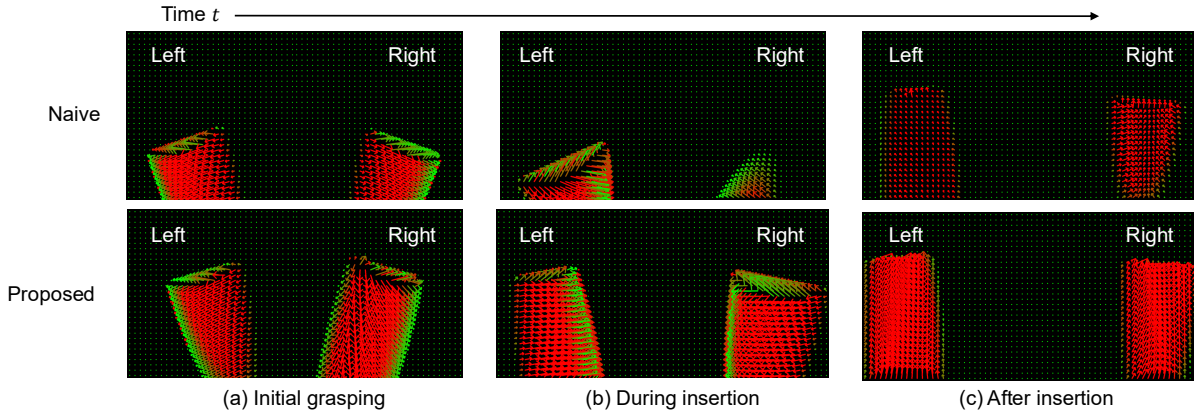 Time t
Left Right
Left Right
Left Right
Naive
Left Right
Left Right
Left Right
Proposed
(a) Initial grasping
(b) During insertion
(c) After insertion